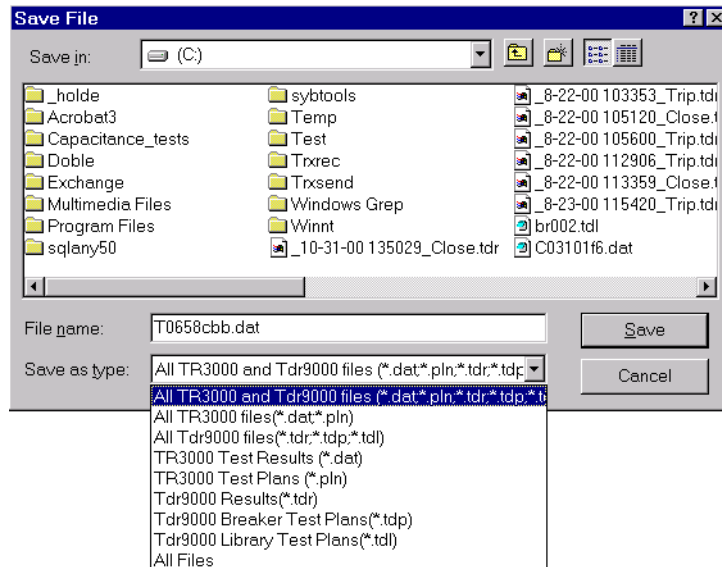 Save File
Save in: (C:)
_holde
Acrobat3
Capacitance_tests
Doble
Exchange
Multimedia Files
Program Files
sqlany50
sybtools
Temp
Test
Trxrec
Trxsend
Windows Grep
Winnt
_10-31-00 135029_Close.tdr
_8-22-00 103353_Trip.tdr
_8-22-00 105120_Close.t
_8-22-00 105600_Trip.tdr
_8-22-00 112906_Trip.tdr
_8-22-00 113359_Close.t
_8-23-00 115420_Trip.tdr
br002.tdl
C03101f6.dat
File name: T0658cbb.dat Save
Save as type: All TR3000 and Tdr9000 files (*.dat;*.pln;*.tdr;*.tdp Cancel
All TR3000 and Tdr9000 files (*.dat;*.pln;*.tdr;*.tdp;*.t
All TR3000 files(*.dat;*.pln)
All Tdr9000 files(*.tdr;*.tdp;*.tdl)
TR3000 Test Results (*.dat)
TR3000 Test Plans (*.pln)
Tdr9000 Results(*.tdr)
Tdr9000 Breaker Test Plans(*.tdp)
Tdr9000 Library Test Plans(*.tdl)
All Files